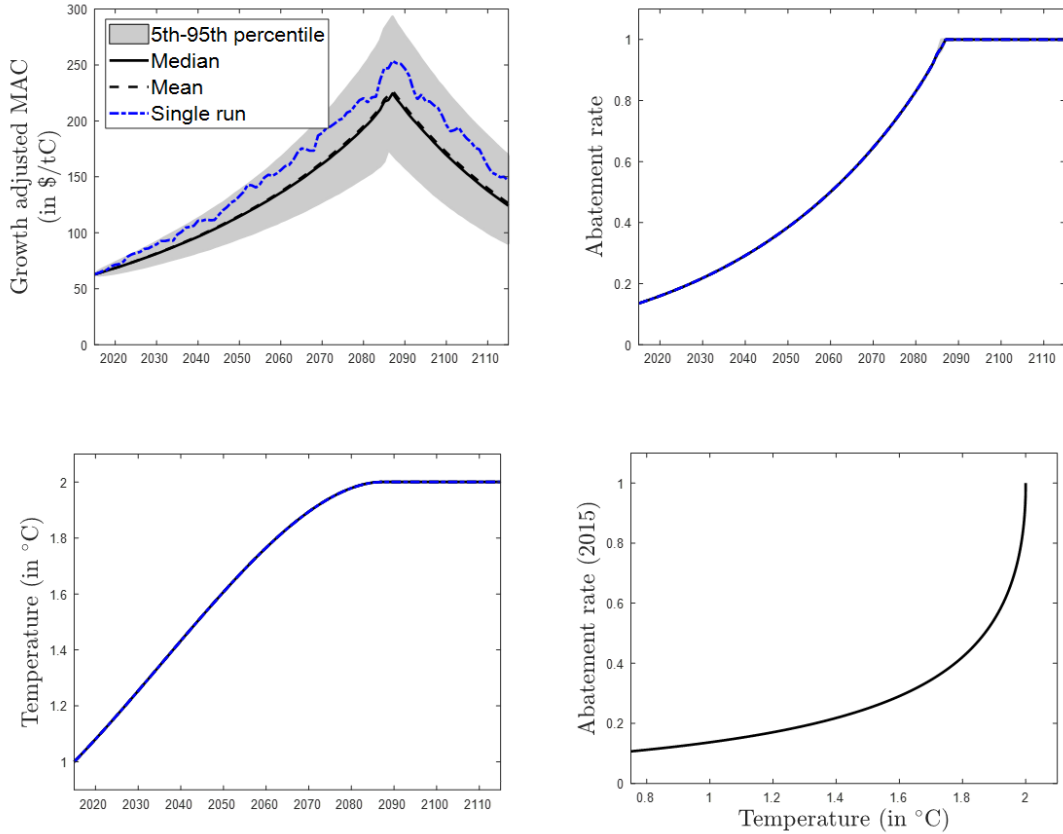 Growth adjusted MAC
(in $/tC)
300
250
200
150
100
50
0
5th-95th percentile
Median
Mean
Single run
2020 2030 2040 2050 2060 2070 2080 2090 2100 2110
Abatement rate
1
0.8
0.6
0.4
0.2
0
2020 2030 2040 2050 2060 2070 2080 2090 2100 2110
Temperature (in °C)
2
1.8
1.6
1.4
1.2
1
2020 2030 2040 2050 2060 2070 2080 2090 2100 2110
Abatement rate (2015)
1
0.8
0.6
0.4
0.2
0
0.8 1 1.2 1.4 1.6 1.8 2
Temperature (in °C)